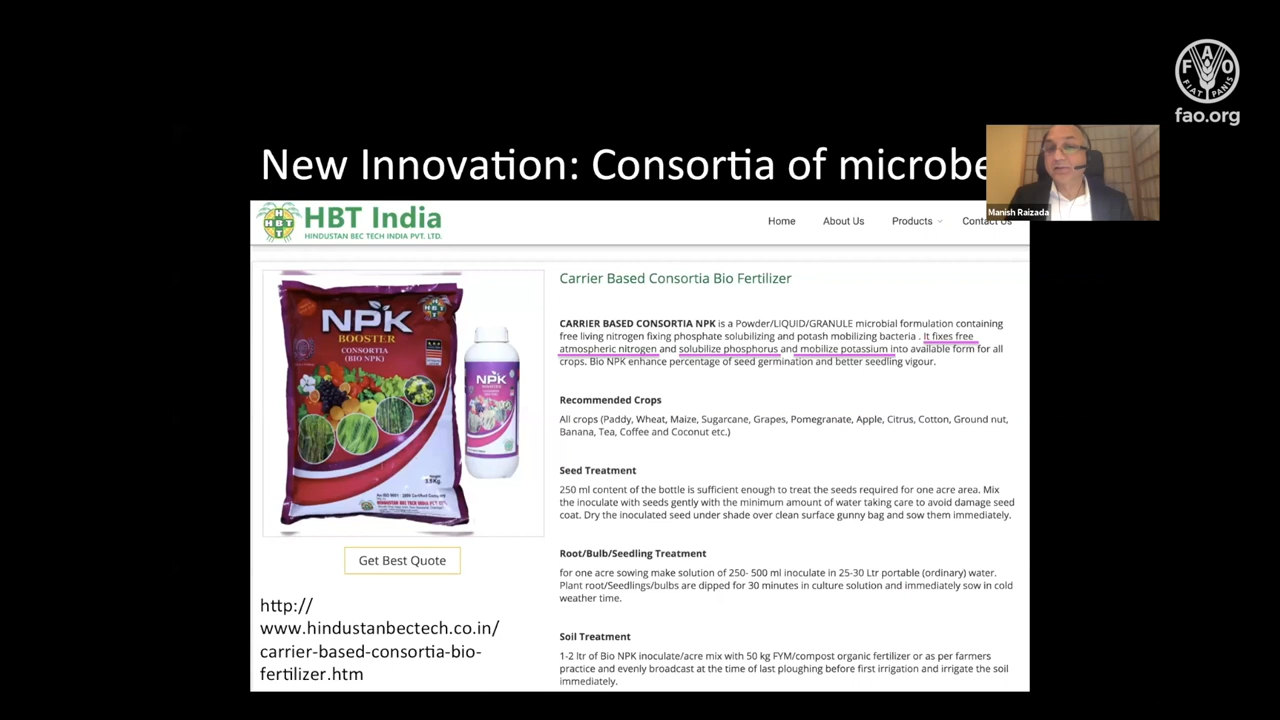 FAO
FIAT PANIS
fao.org
New Innovation: Consortia of microbe
Manish Raizada
HBT
HBT India
HINDUSTAN BEC TECH INDIA PVT. LTD.
Home About Us Products Contact Us
Carrier Based Consortia Bio Fertilizer
CARRIER BASED CONSORTIA NPK is a Powder/LIQUID/GRANULE microbial formulation containing
free living nitrogen fixing phosphate solubilizing and potash mobilizing bacteria . It fixes free
atmospheric nitrogen and solubilize phosphorus and mobilize potassium into available form for all
crops. Bio NPK enhance percentage of seed germination and better seedling vigour.
Recommended Crops
All crops (Paddy, Wheat, Maize, Sugarcane, Grapes, Pomegranate, Apple, Citrus, Cotton, Ground nut,
Banana, Tea, Coffee and Coconut etc.)
Seed Treatment
250 ml content of the bottle is sufficient enough to treat the seeds required for one acre area. Mix
the inoculate with seeds gently with the minimum amount of water taking care to avoid damage seed
coat. Dry the inoculated seed under shade over clean surface gunny bag and sow them immediately.
Root/Bulb/Seedling Treatment
for one acre sowing make solution of 250- 500 ml inoculate in 25-30 Ltr portable (ordinary) water.
Plant root/Seedlings/bulbs are dipped for 30 minutes in culture solution and immediately sow in cold
weather time.
Soil Treatment
1-2 ltr of Bio NPK inoculate/acre mix with 50 kg FYM/compost organic fertilizer or as per farmers
practice and evenly broadcast at the time of last ploughing before first irrigation and irrigate the soil
immediately.
NPK
BOOSTER
CONSORTIA
(BIO NPK)
HBT
NPK
Get Best Quote
http://
www.hindustanbectech.co.in/
carrier-based-consortia-bio-
fertilizer.htm